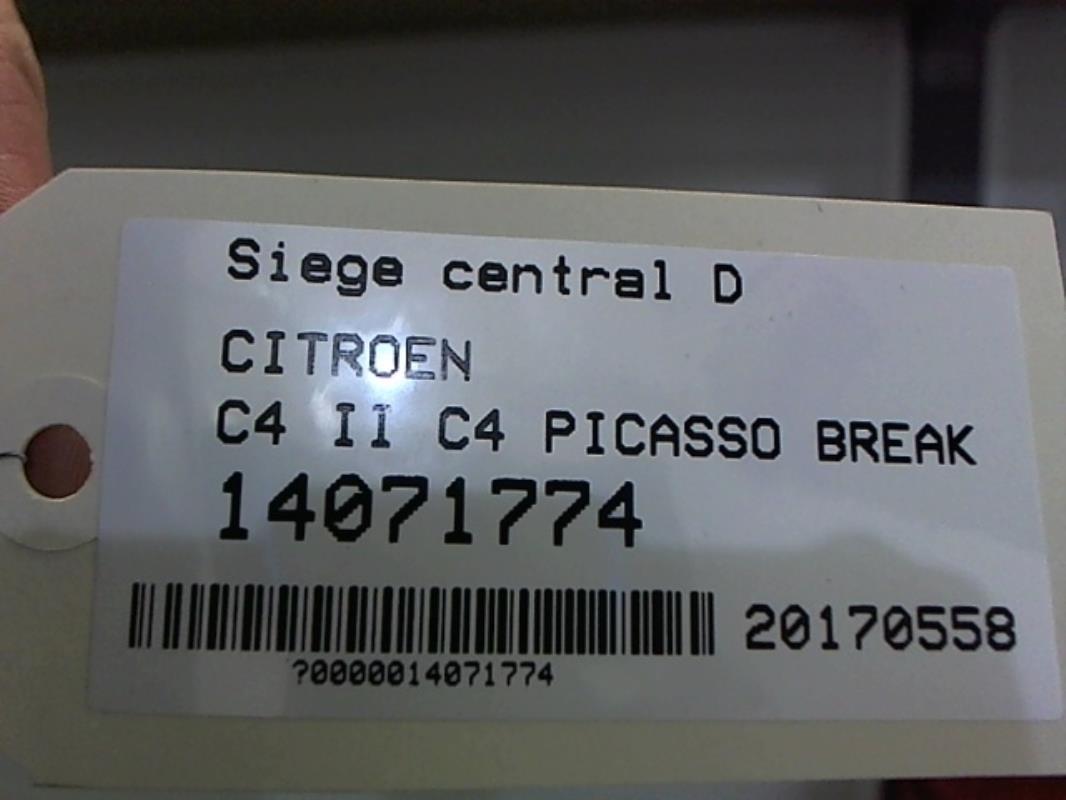 Siege central D
CITROEN
C4 II C4 PICASSO BREAK
14071774
20170558
?0000014071774